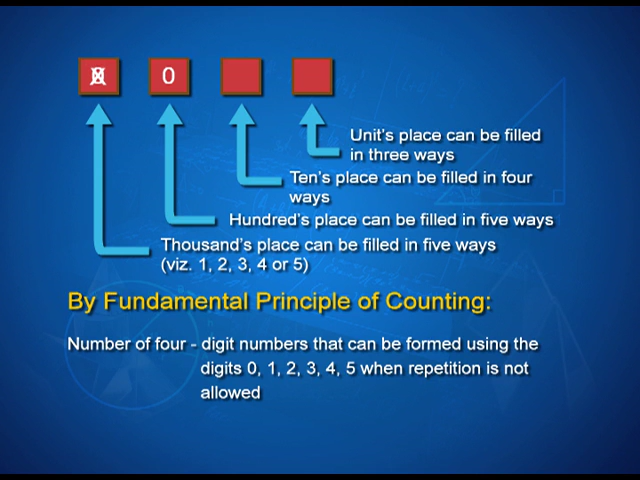 0
Unit's place can be filled
in three ways
Ten's place can be filled in four
ways
Hundred's place can be filled in five ways
Thousand's place can be filled in five ways
(viz. 1, 2, 3, 4 or 5)
By Fundamental Principle of Counting:
Number of four - digit numbers that can be formed using the
digits 0, 1, 2, 3, 4, 5 when repetition is not
allowed